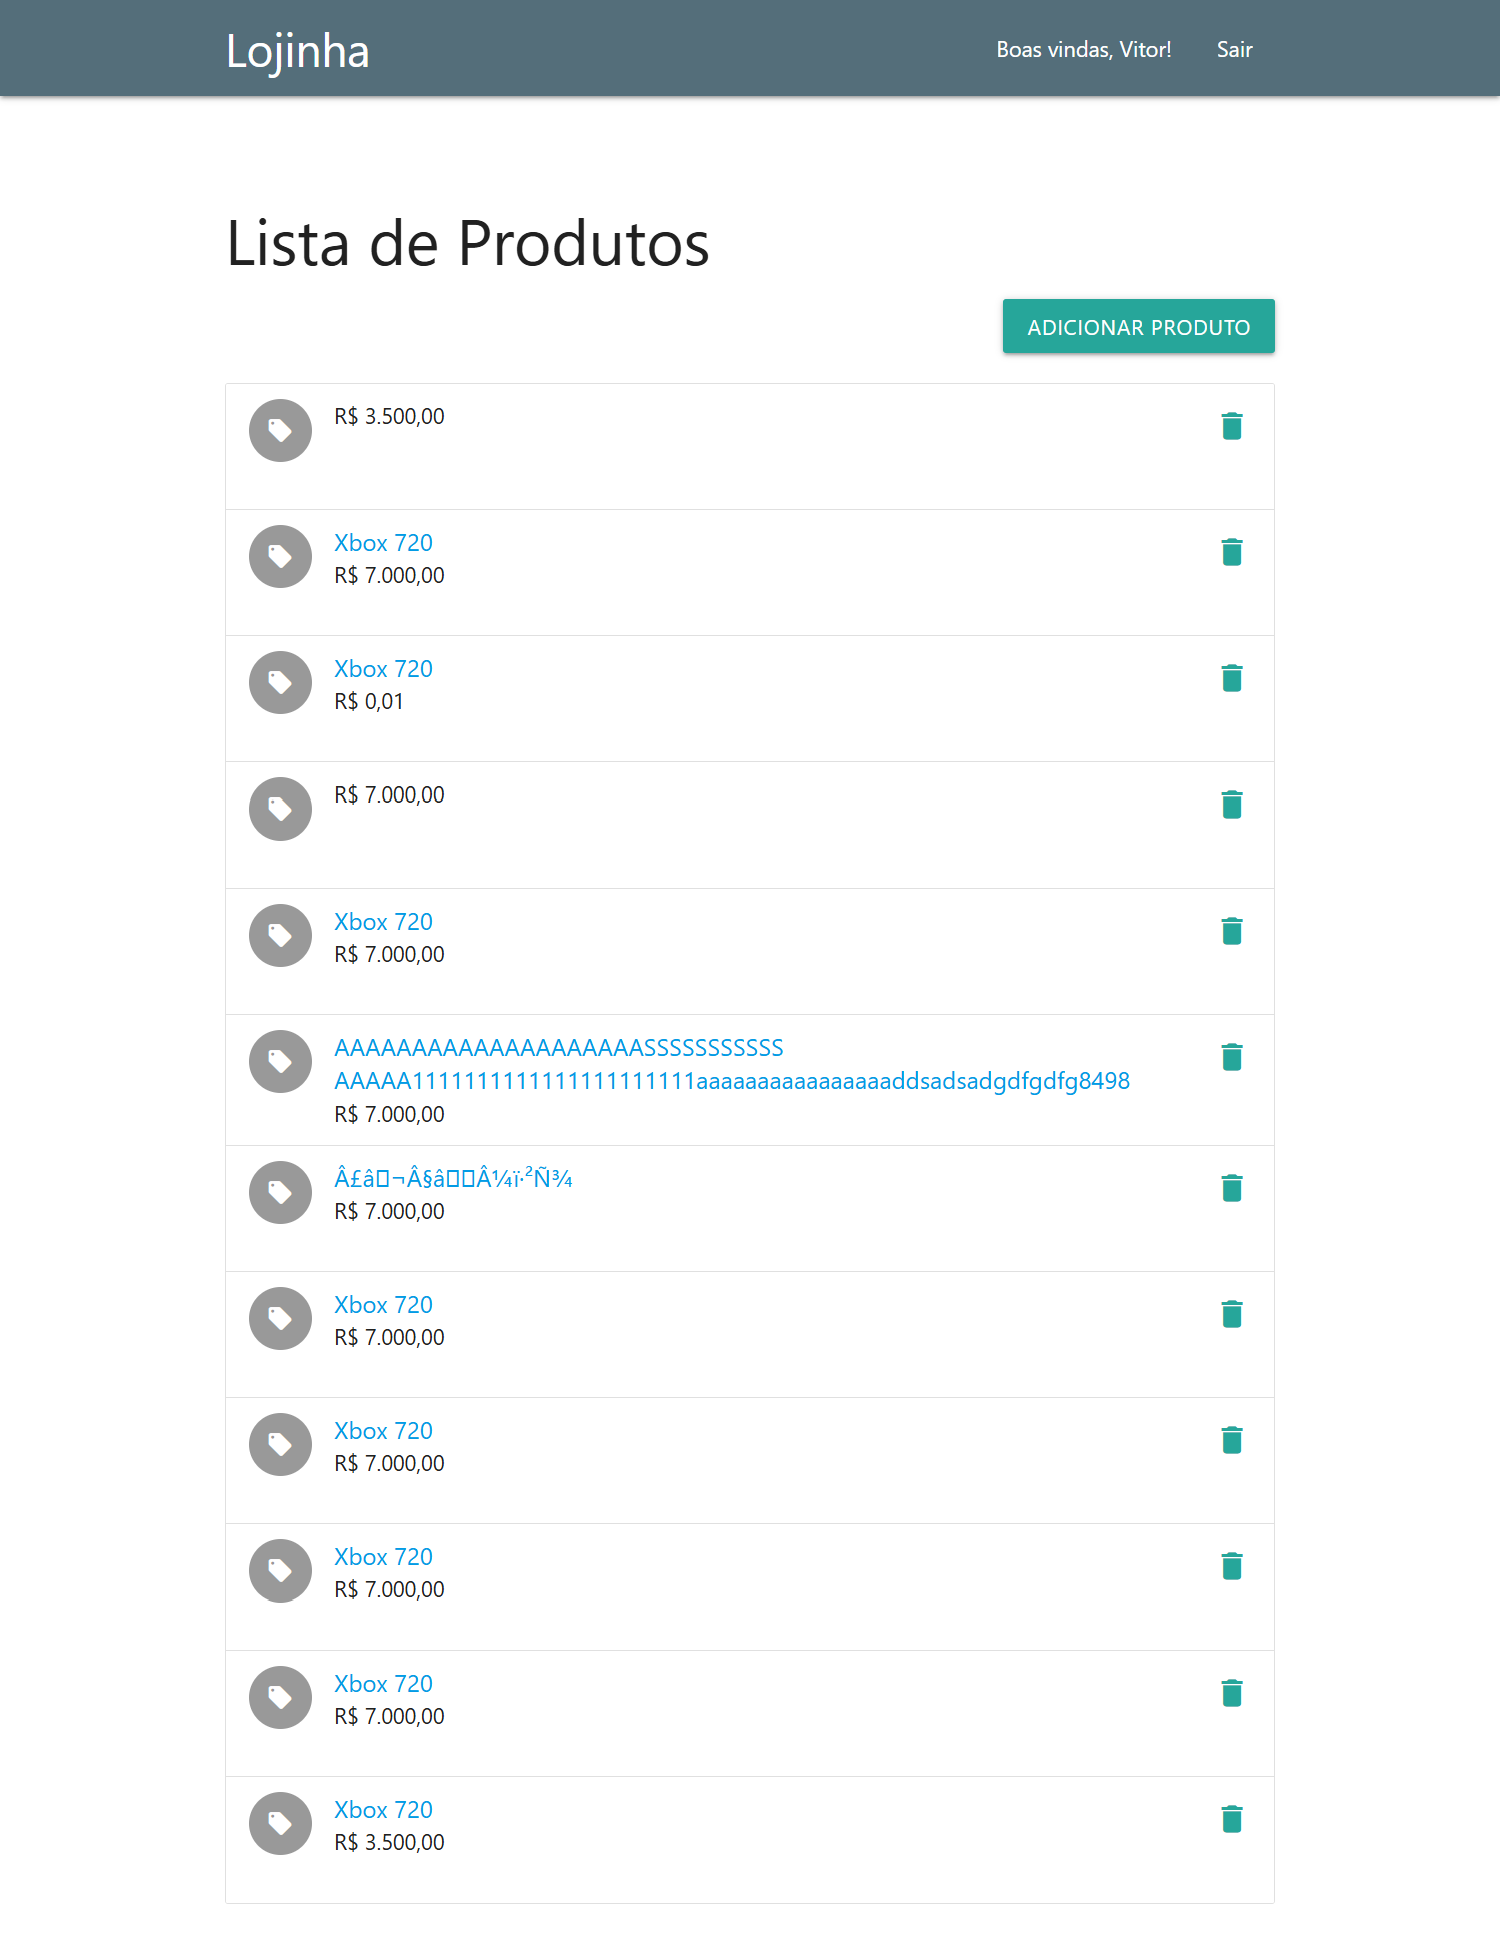 Lojinha
Boas vindas, Vitor!
Sair
Lista de Produtos
ADICIONAR PRODUTO
R$ 3.500,00
Xbox 720
R$ 7.000,00
Xbox 720
R$ 0,01
R$ 7.000,00
Xbox 720
R$ 7.000,00
AAAAAAAAAAAAAAAAAAAASSSSSSSSSSS
AAAAA1111111111111111111111aaaaaaaaaaaaaaaaddsadsadgdfgdfg8498
R$ 7.000,00
Â£â□¬Â§â□□Â¼ï·²Ñ¾
R$ 7.000,00
Xbox 720
R$ 7.000,00
Xbox 720
R$ 7.000,00
Xbox 720
R$ 7.000,00
Xbox 720
R$ 7.000,00
Xbox 720
R$ 3.500,00